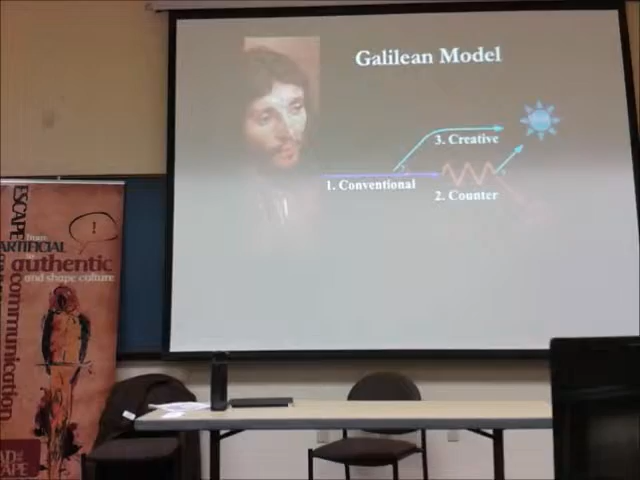 Galilean Model
3. Creative
1. Conventional
2. Counter
ESCAPE
ARTIFICIAL
authentic
and shape culture
communication
!